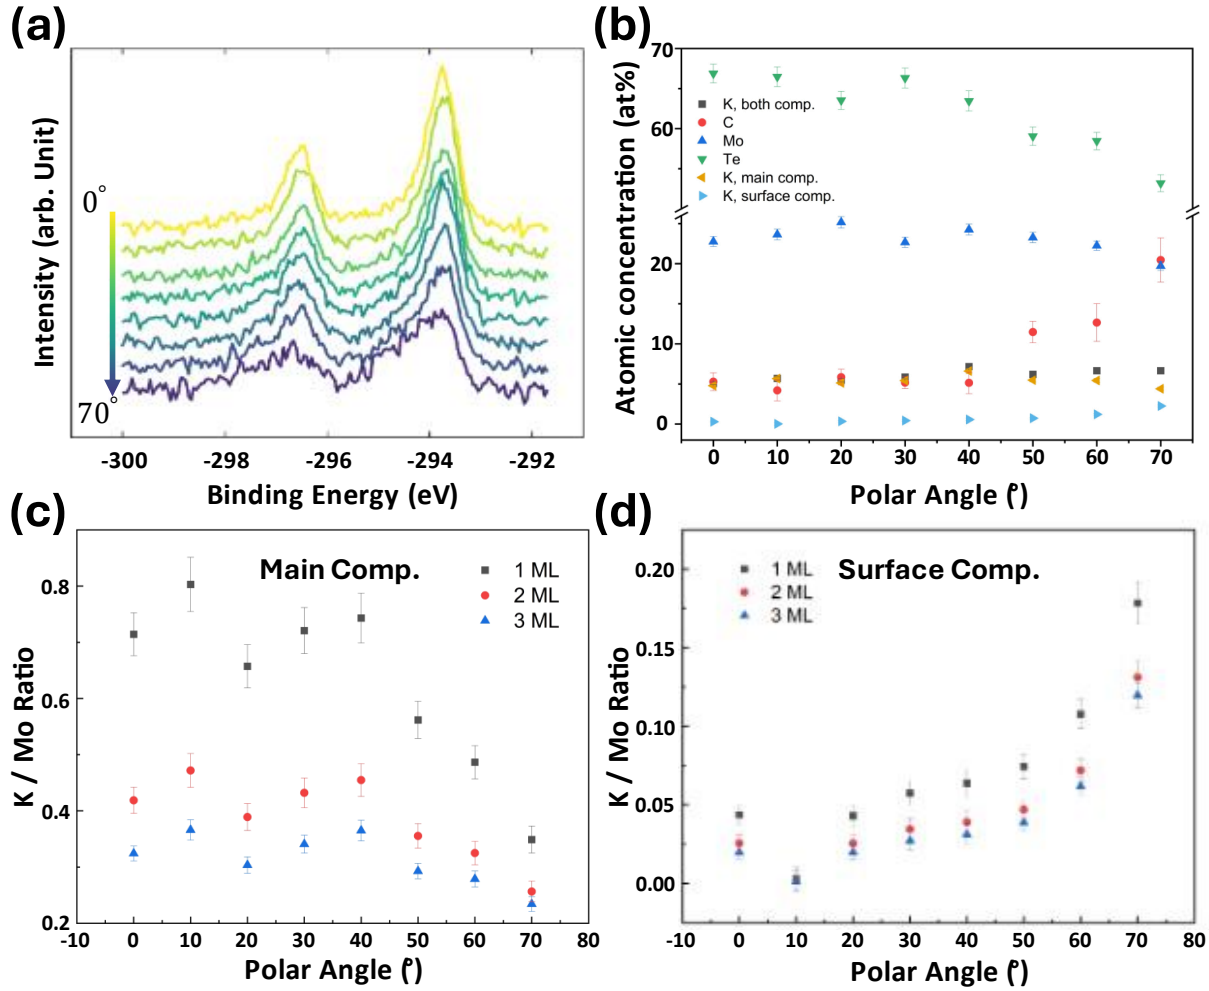 (a)
Intensity (arb. Unit)
0°
70°
-300 -298 -296 -294 -292
Binding Energy (eV)
(b)
Atomic concentration (at%)
70
60
20
10
0
K, both comp.
C
Mo
Te
K, main comp.
K, surface comp.
0 10 20 30 40 50 60 70
Polar Angle (°)
(c)
K / Mo Ratio
0.8
0.6
0.4
0.2
Main Comp.
1 ML
2 ML
3 ML
-10 0 10 20 30 40 50 60 70 80
Polar Angle (°)
(d)
K / Mo Ratio
0.20
0.15
0.10
0.05
0.00
1 ML
2 ML
3 ML
Surface Comp.
-10 0 10 20 30 40 50 60 70 80
Polar Angle (°)